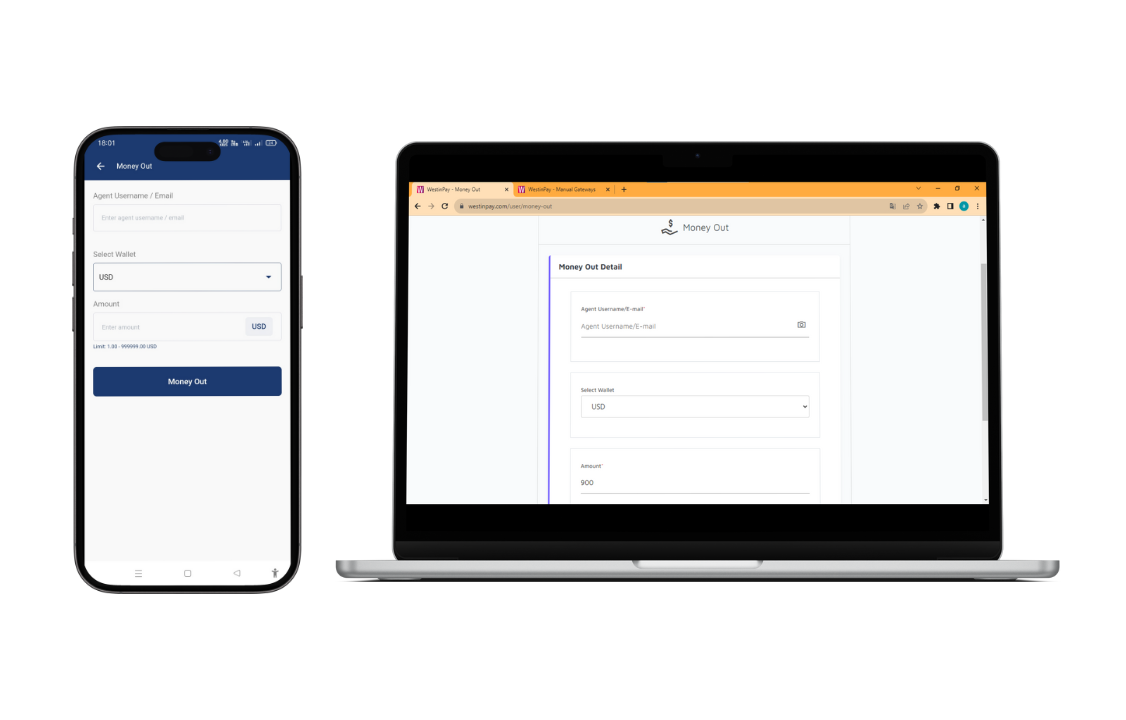 18:01
Money Out
Agent Username / Email
Enter agent username / email
Select Wallet
USD
Amount
Enter amount
USD
Limit: 1.00 - 999999.00 USD
Money Out
WestinPay - Money Out
WestinPay - Manual Gateways
westinpay.com/user/money-out
Money Out
Money Out Detail
Agent Username/E-mail*
Agent Username/E-mail
Select Wallet
USD
Amount*
900